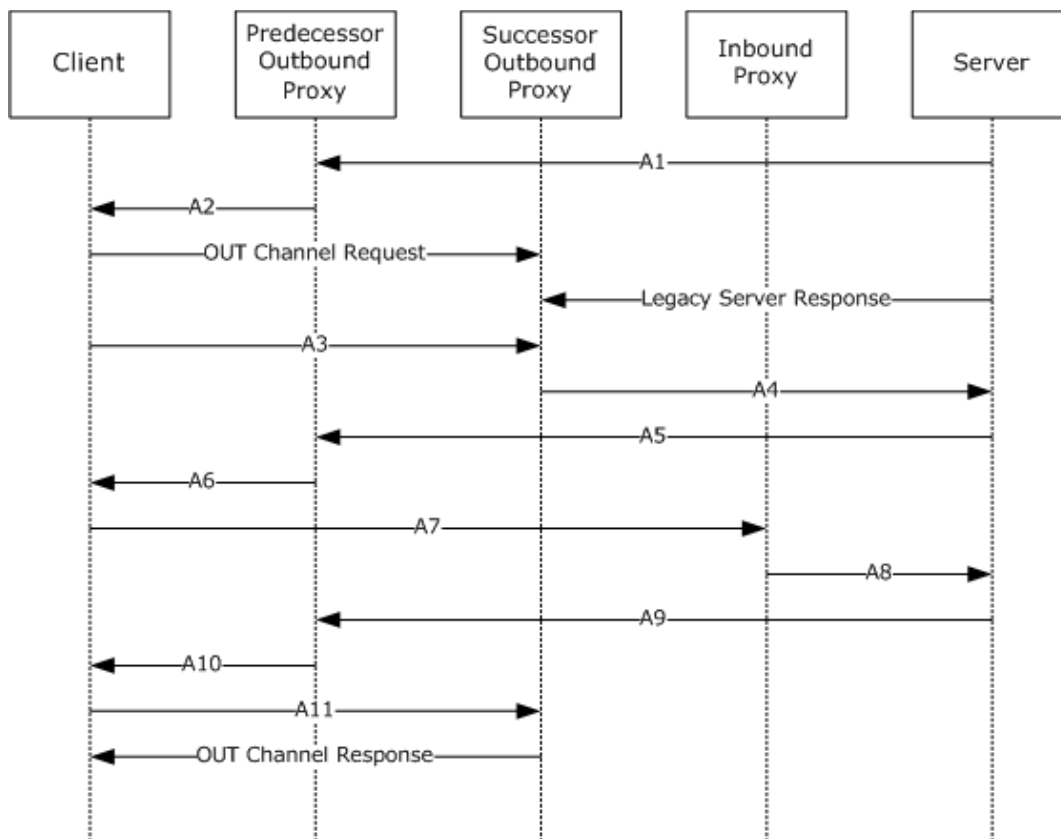 Client
Predecessor
Outbound
Proxy
Successor
Outbound
Proxy
Inbound
Proxy
Server
A1
A2
OUT Channel Request
Legacy Server Response
A3
A4
A5
A6
A7
A8
A9
A10
A11
OUT Channel Response